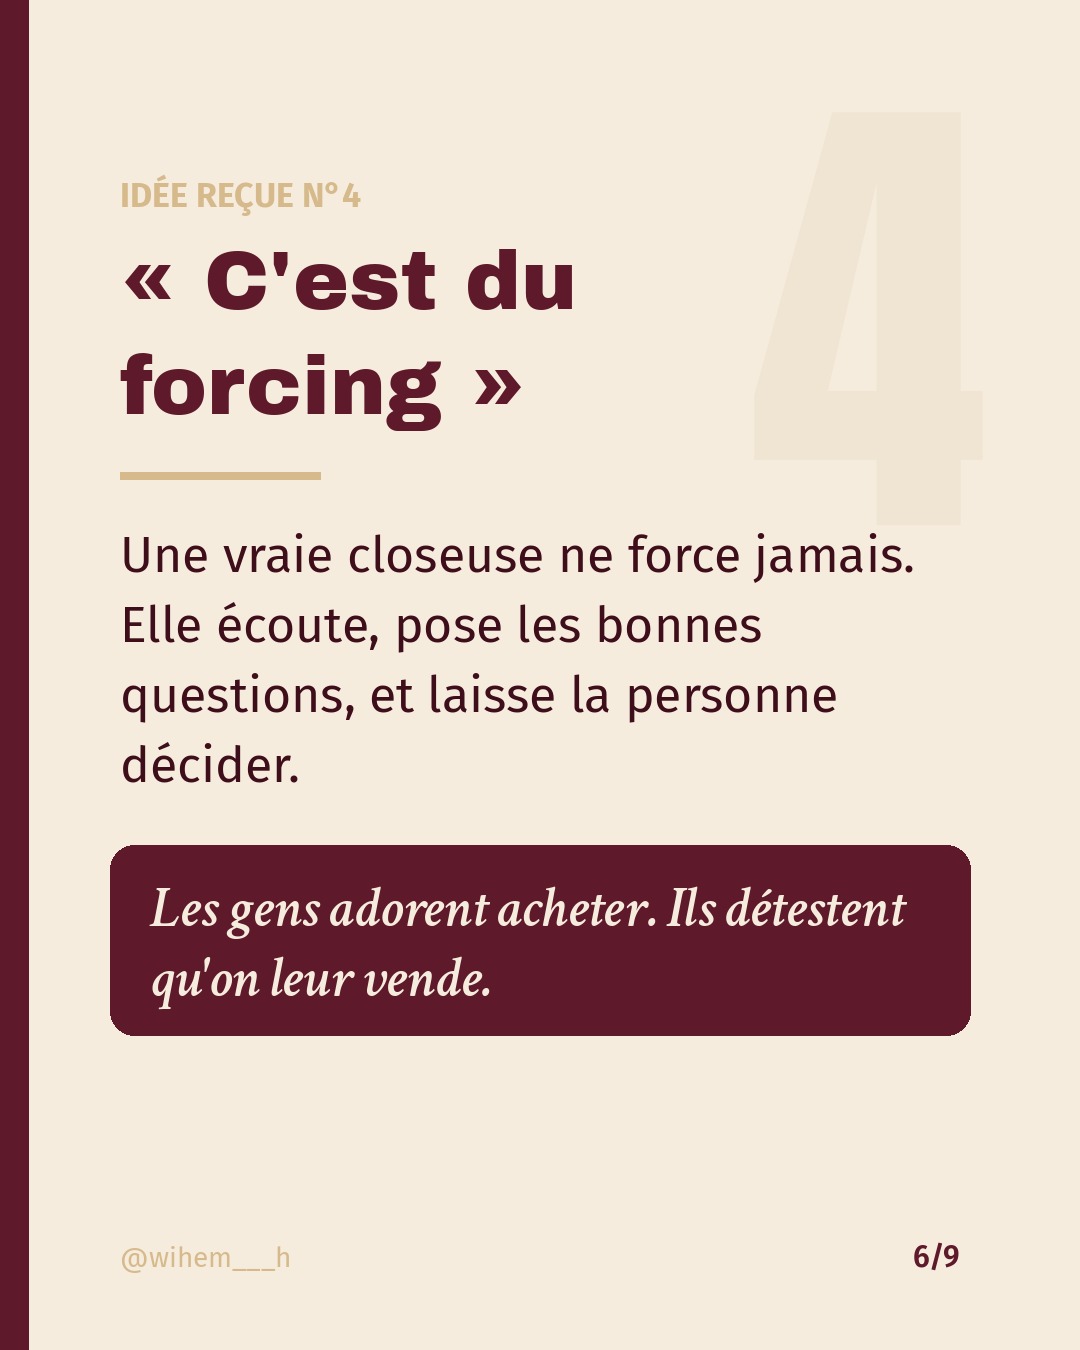 4
IDÉE REÇUE N°4
« C'est du
forcing »
Une vraie closeuse ne force jamais.
Elle écoute, pose les bonnes
questions, et laisse la personne
décider.
Les gens adorent acheter. Ils détestent
qu'on leur vende.
@wihem___h
6/9